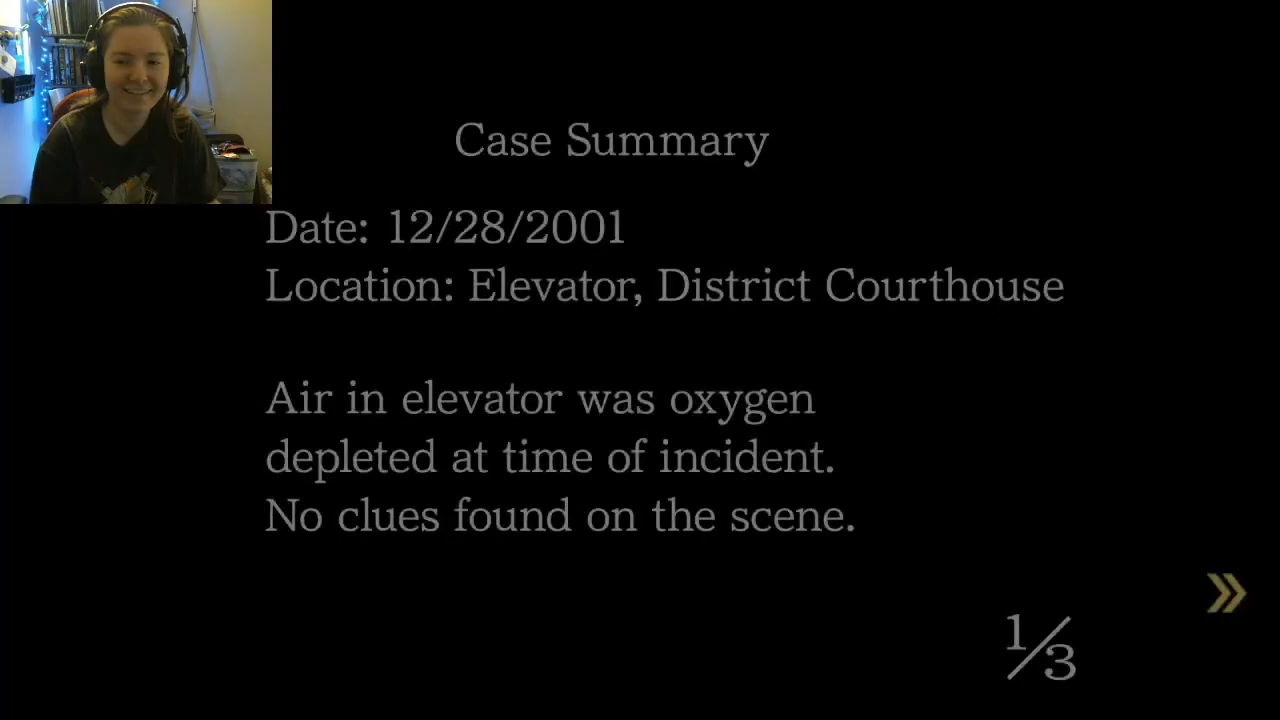 Case Summary
Date: 12/28/2001
Location: Elevator, District Courthouse
Air in elevator was oxygen
depleted at time of incident.
No clues found on the scene.
1/3